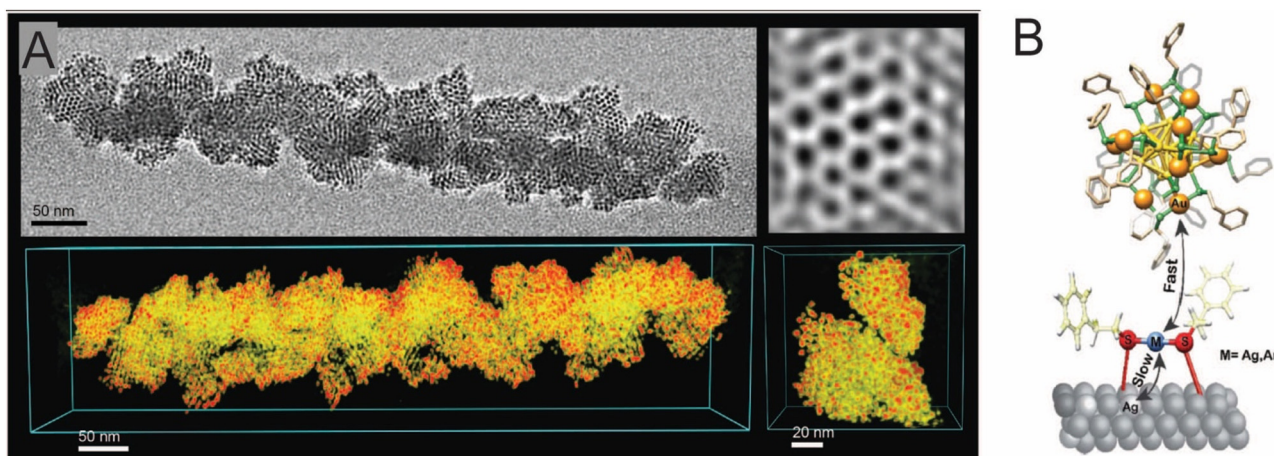 A
50 nm
50 nm
20 nm
B
Au
Fast
S M S
M= Ag,Au
Slow
Ag